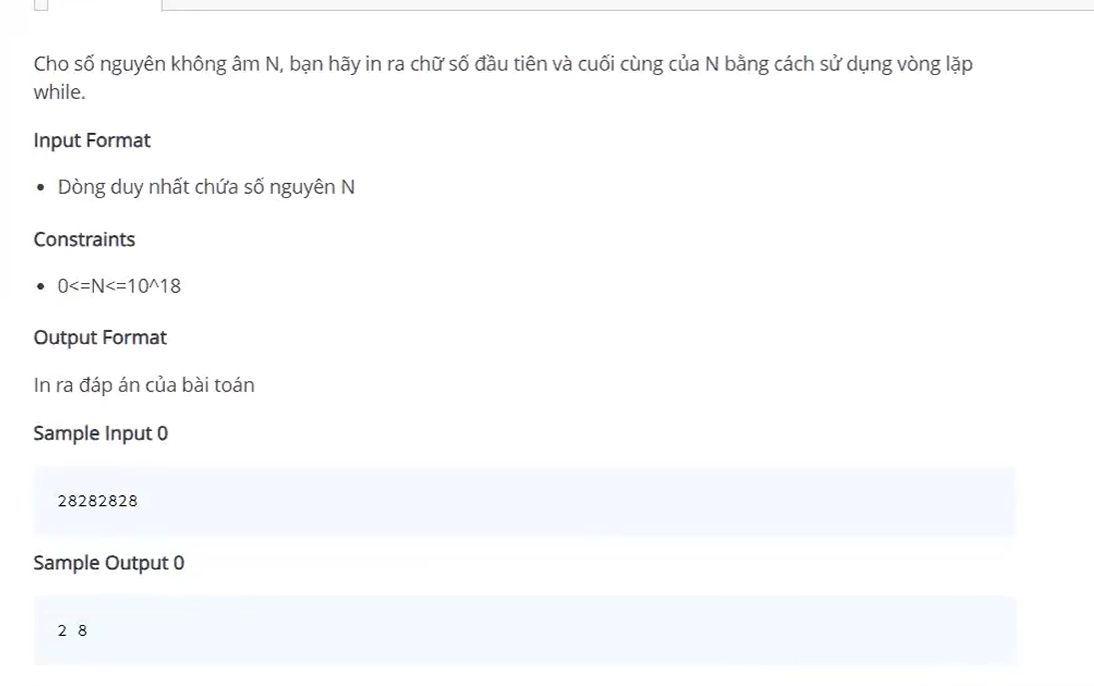 Cho số nguyên không âm N, bạn hãy in ra chữ số đầu tiên và cuối cùng của N bằng cách sử dụng vòng lặp
while.
Input Format
• Dòng duy nhất chứa số nguyên N
Constraints
• 0<=N<=10^18
Output Format
In ra đáp án của bài toán
Sample Input 0
28282828
Sample Output 0
2 8